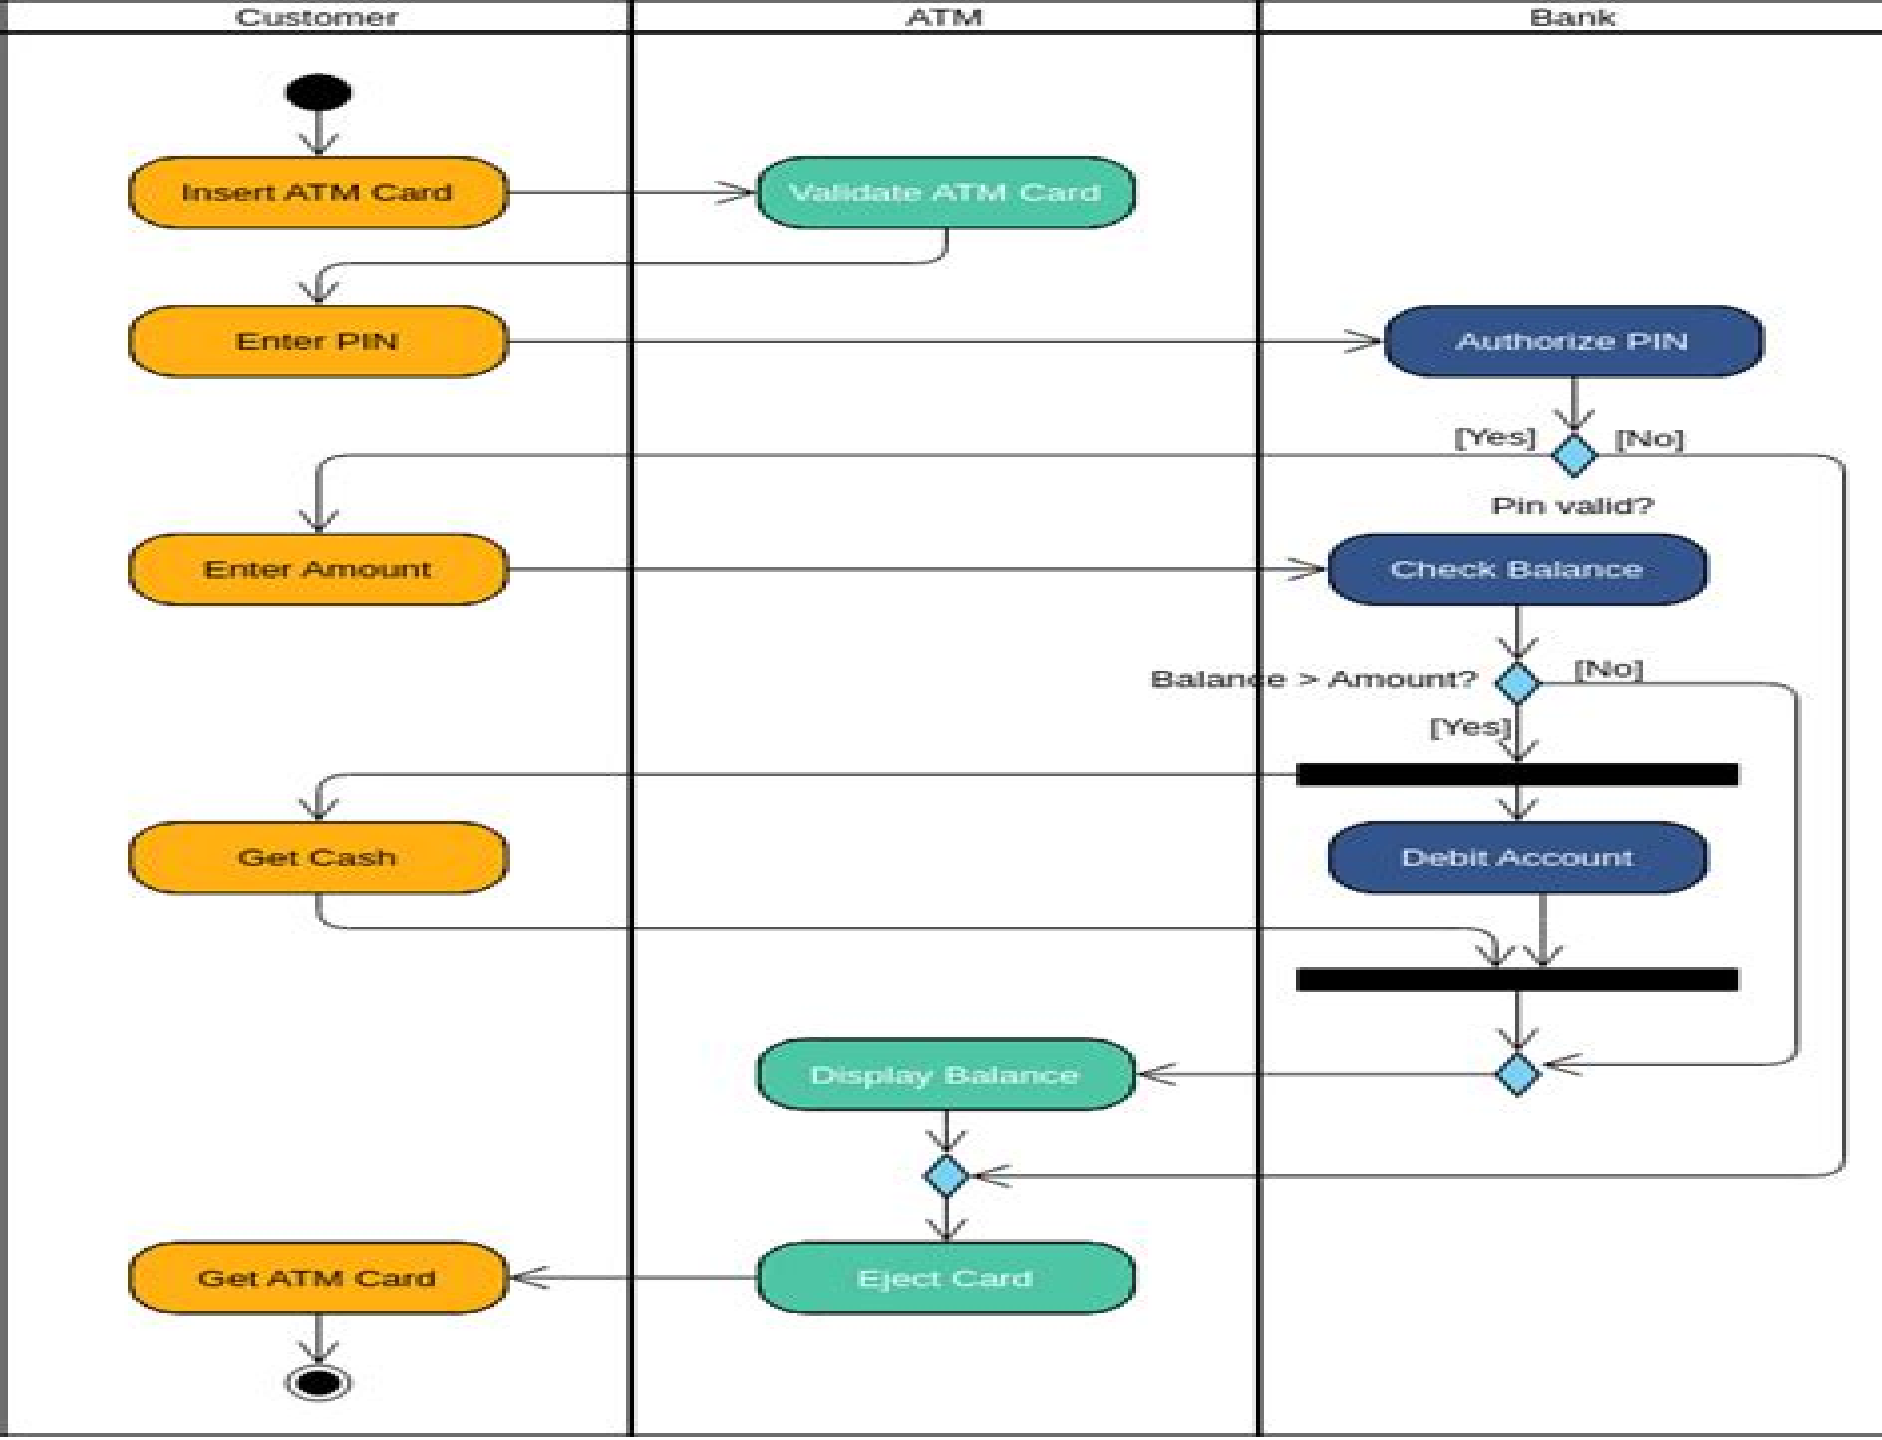 Customer
ATM
Bank
Insert ATM Card
Validate ATM Card
Enter PIN
Authorize PIN
[Yes]
[No]
Pin valid?
Enter Amount
Check Balance
Balance > Amount?
[No]
[Yes]
Get Cash
Debit Account
Display Balance
Get ATM Card
Eject Card